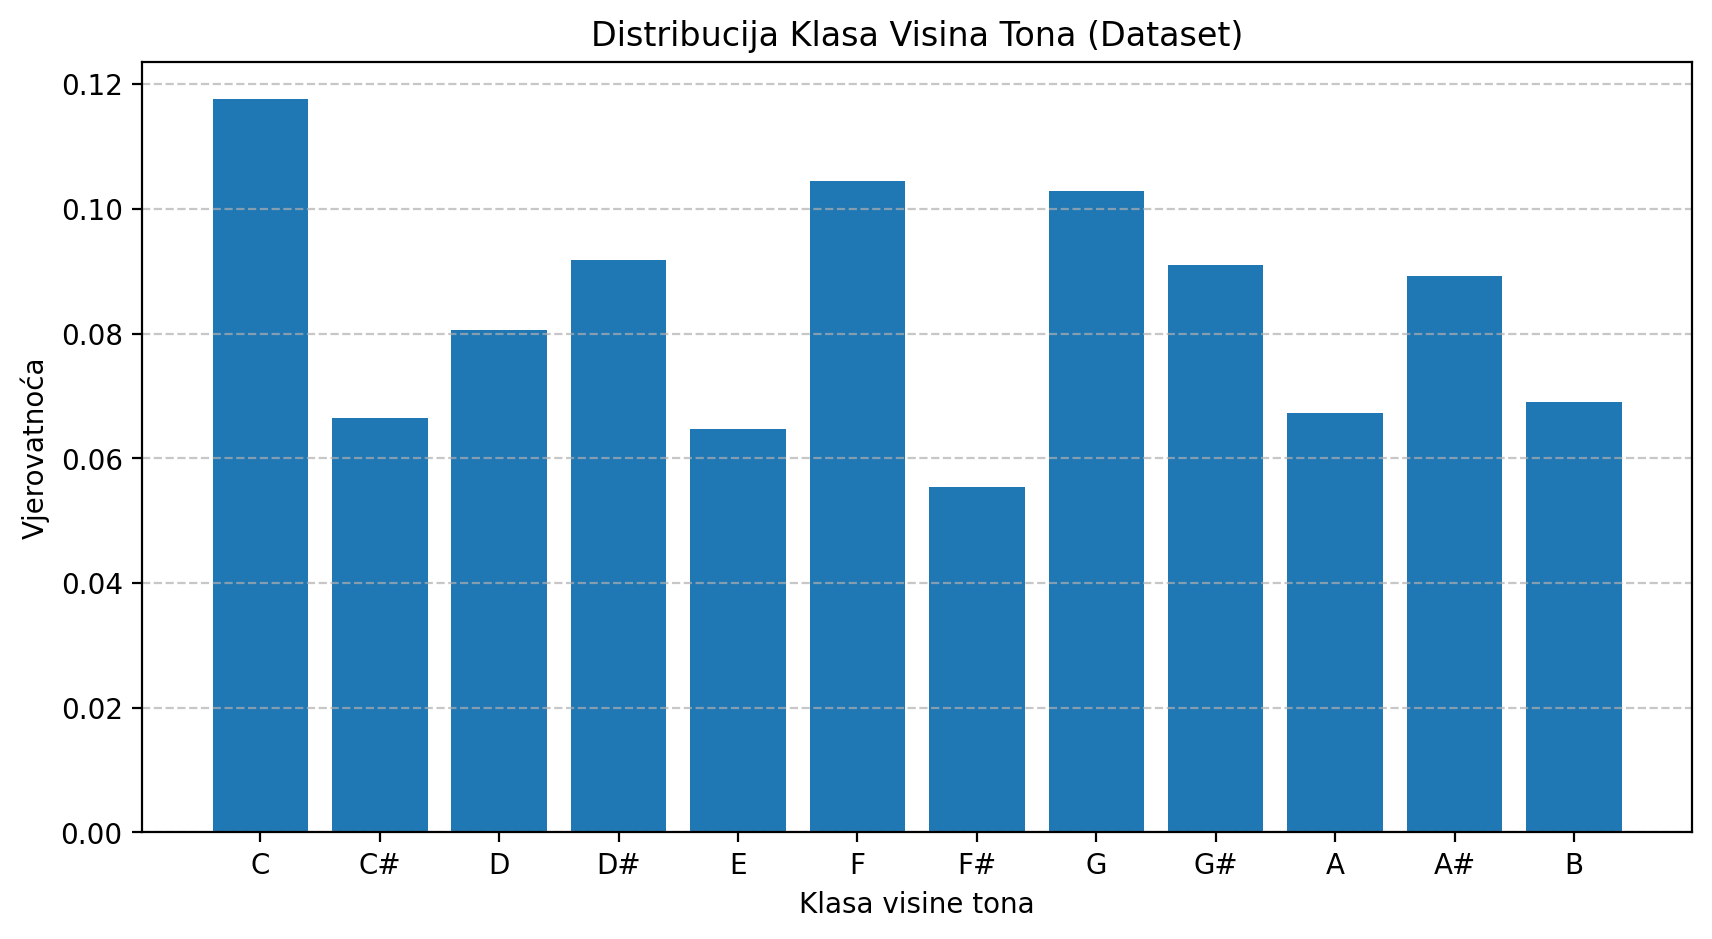 Distribucija Klasa Visina Tona (Dataset)
0.12
0.10
0.08
0.06
0.04
0.02
0.00
Vjerovatnoća
C C# D D# E F F# G G# A A# B
Klasa visine tona